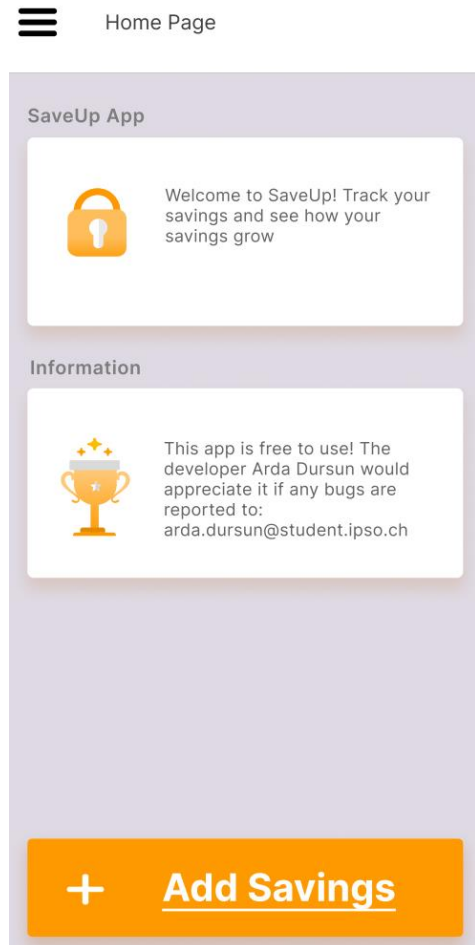 Home Page
SaveUp App
Welcome to SaveUp! Track your
savings and see how your
savings grow
Information
This app is free to use! The
developer Arda Dursun would
appreciate it if any bugs are
reported to:
arda.dursun@student.ipso.ch
+ Add Savings